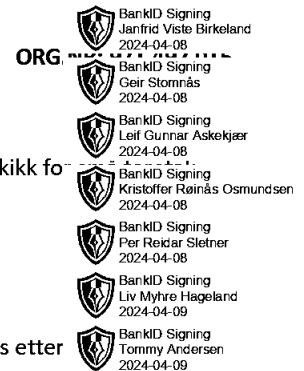 BankID Signing
Janfrid Viste Birkeland
2024-04-08
ORG
BankID Signing
Geir Stomnås
2024-04-08
BankID Signing
Leif Gunnar Askekjær
2024-04-08
kikk for
BankID Signing
Kristoffer Røinås Osmundsen
2024-04-08
BankID Signing
Per Reidar Sletner
2024-04-08
BankID Signing
Liv Myhre Hageland
2024-04-09
s etter
BankID Signing
Tommy Andersen
2024-04-09